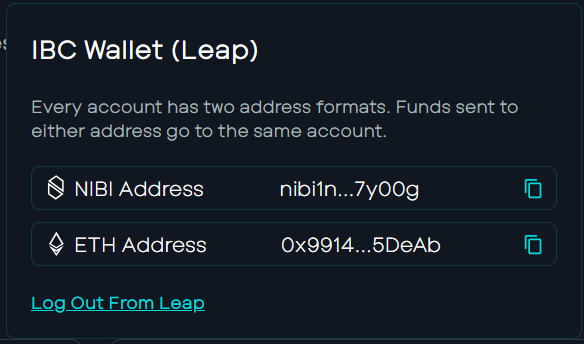 IBC Wallet (Leap)
Every account has two address formats. Funds sent to
either address go to the same account.
NIBI Address nibi1n...7y00g
ETH Address 0x9914...5DeAb
Log Out From Leap